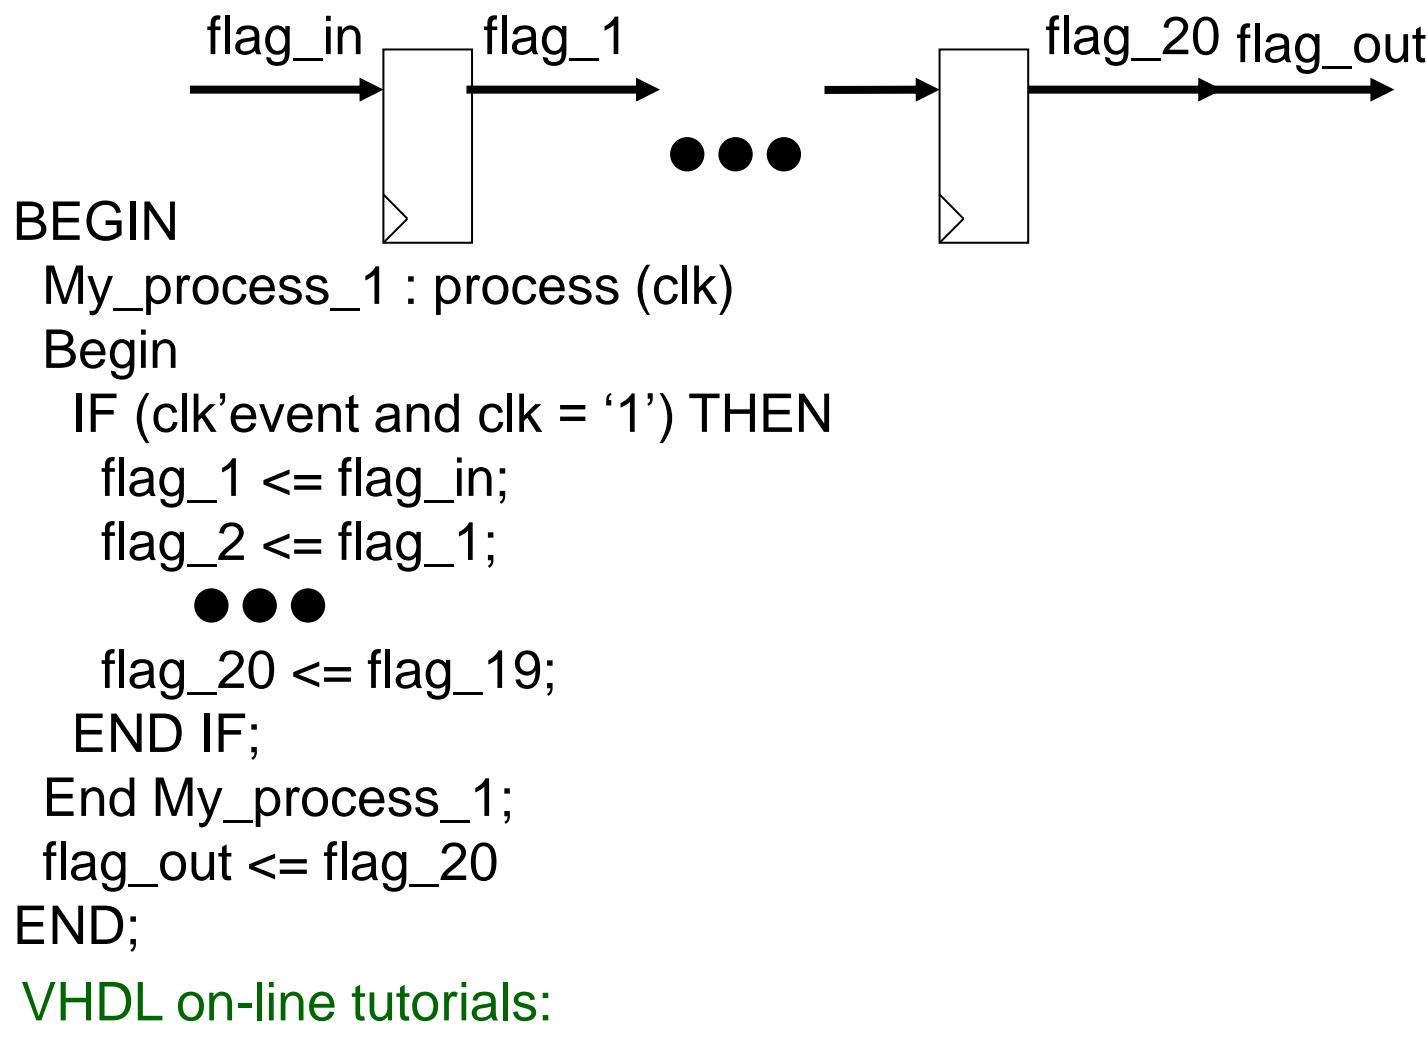 flag_in flag_1 flag_20 flag_out
BEGIN
My_process_1 : process (clk)
Begin
IF (clk’event and clk = ‘1’) THEN
flag_1 <= flag_in;
flag_2 <= flag_1;
●●●
flag_20 <= flag_19;
END IF;
End My_process_1;
flag_out <= flag_20
END;
VHDL on-line tutorials: